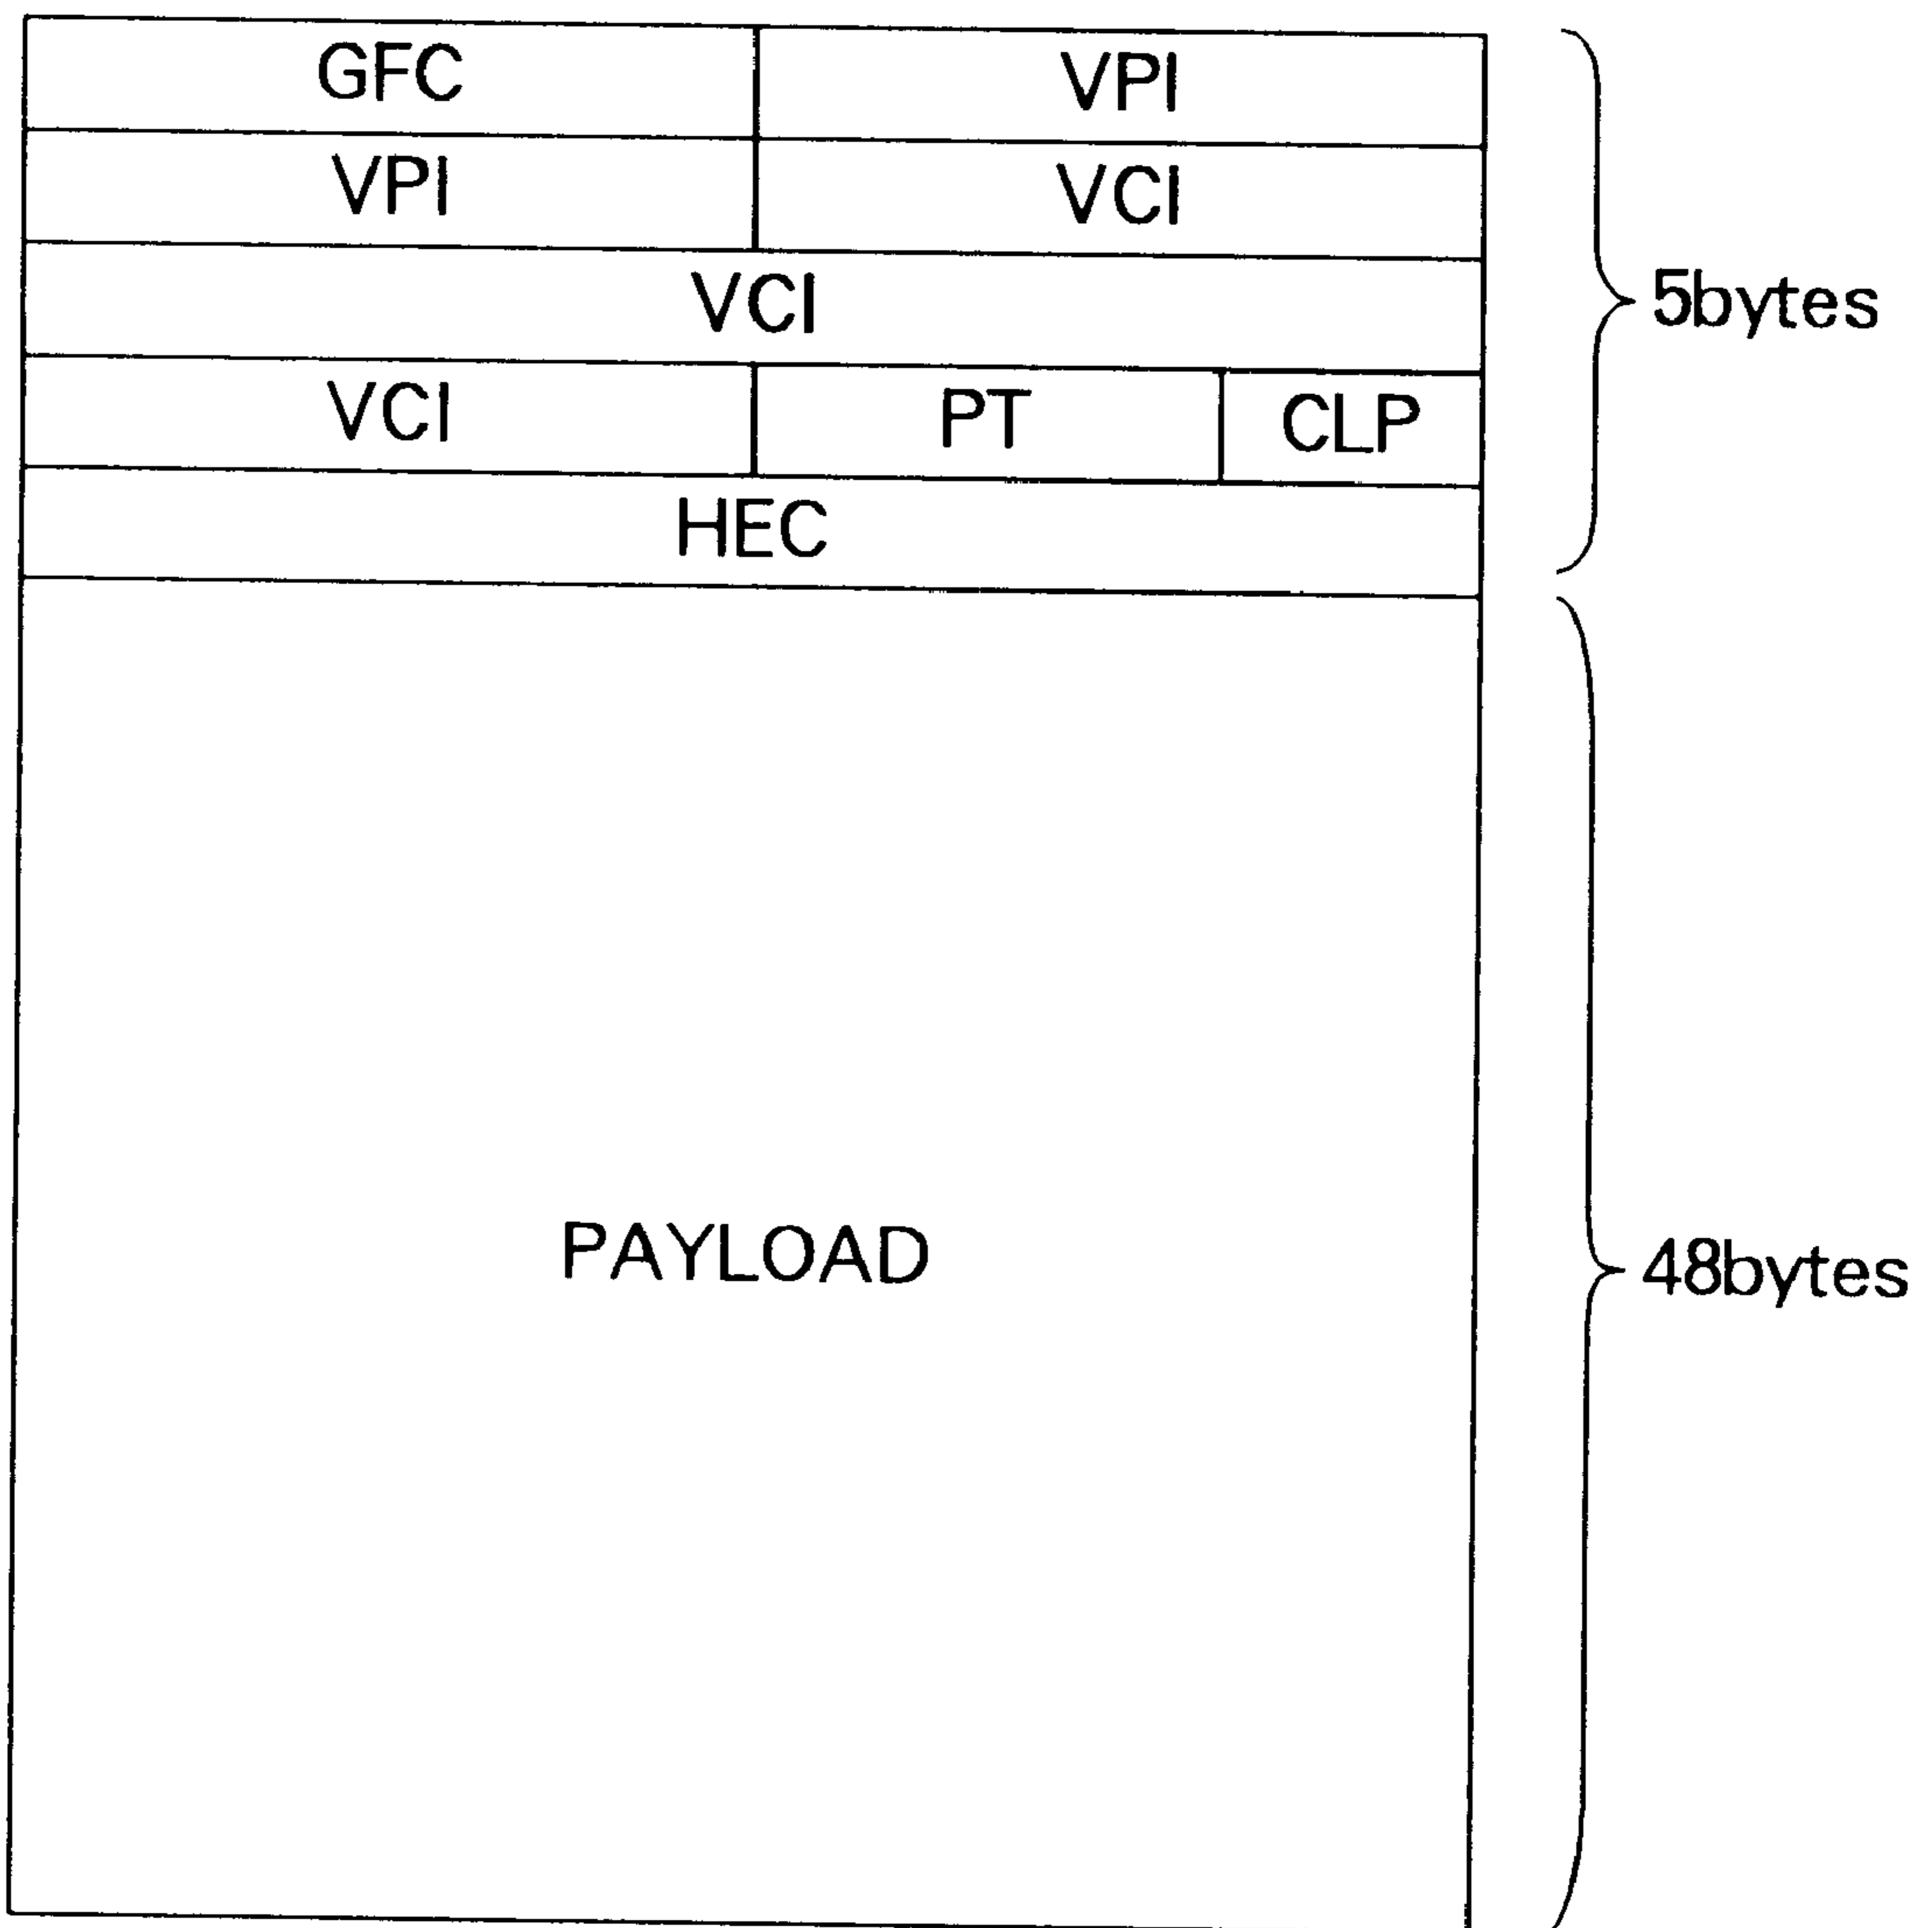 GFC VPI
VPI VCI
VCI
5bytes
VCI PT CLP
HEC
PAYLOAD
48bytes